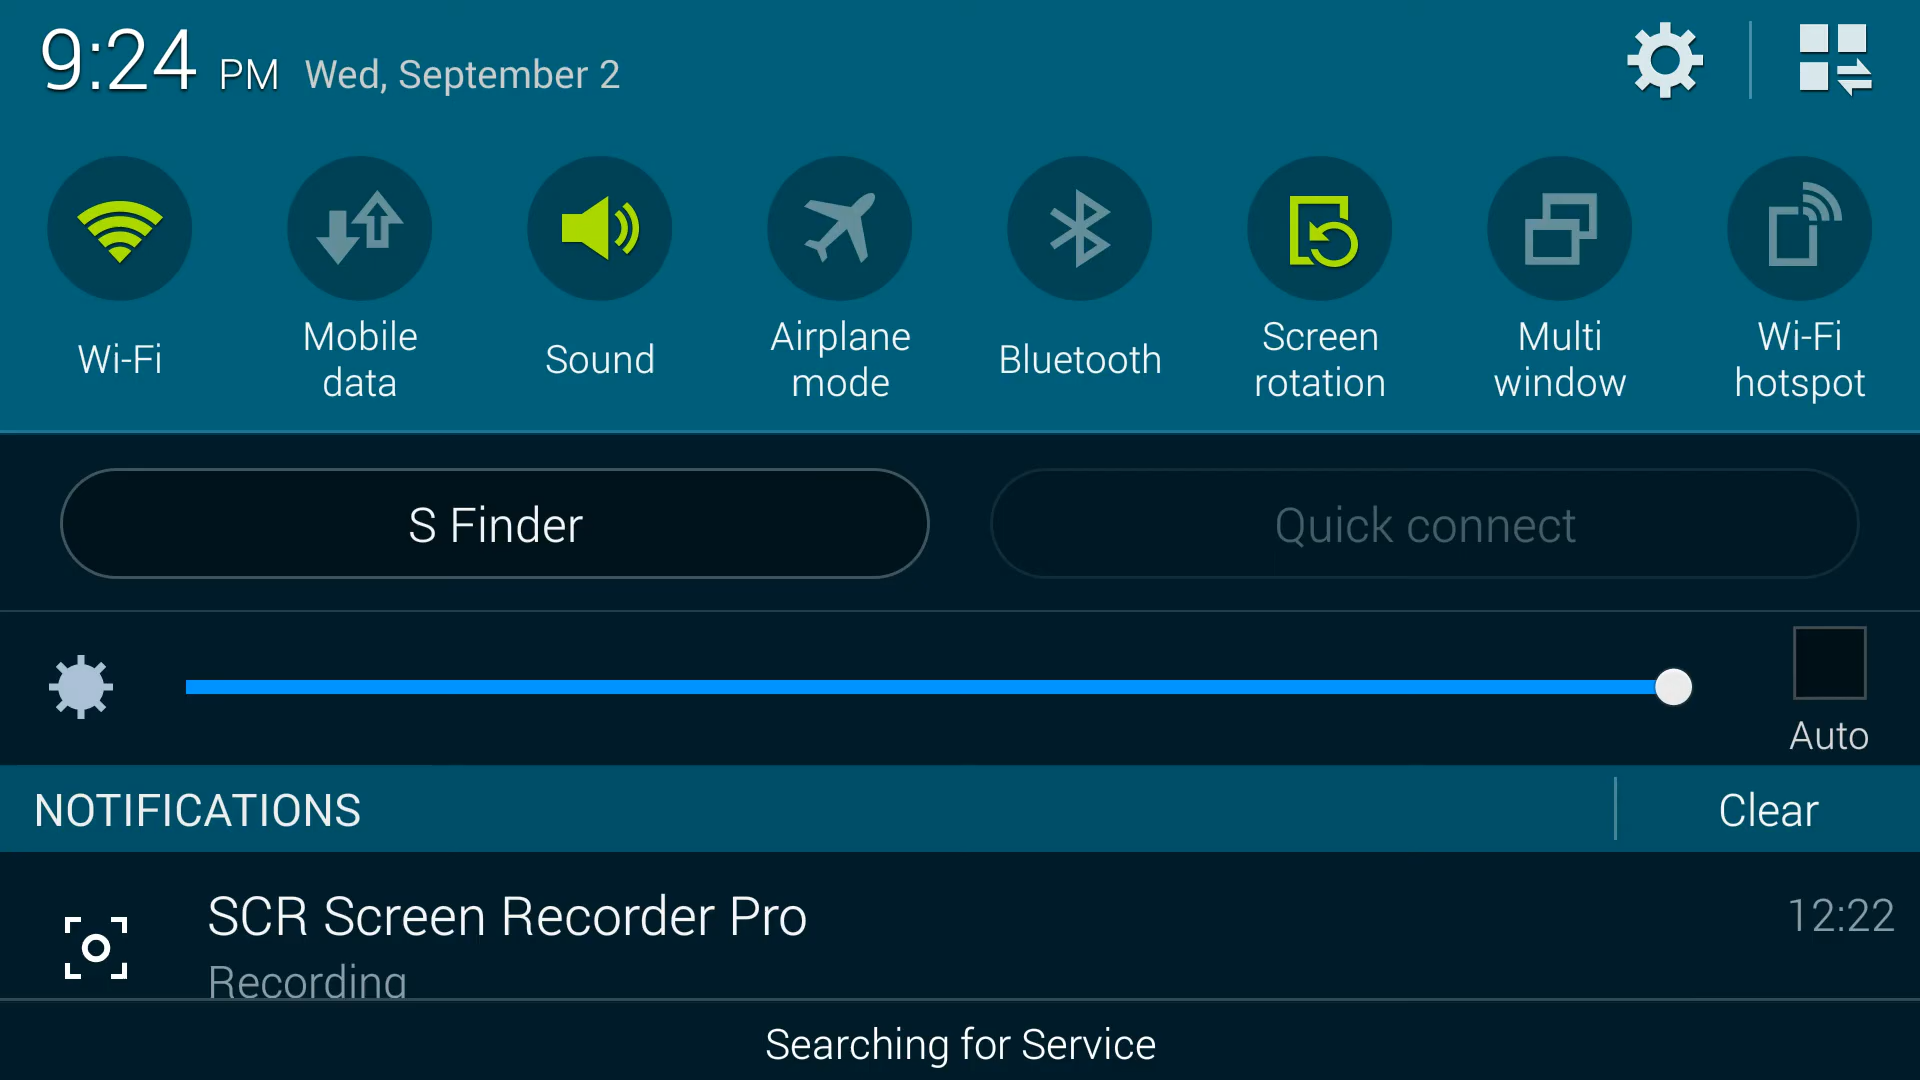 9:24 PM Wed, September 2
Wi-Fi
Mobile
data
Sound
Airplane
mode
Bluetooth
Screen
rotation
Multi
window
Wi-Fi
hotspot
S Finder
Quick connect
Auto
NOTIFICATIONS
Clear
SCR Screen Recorder Pro
12:22
Recording
Searching for Service